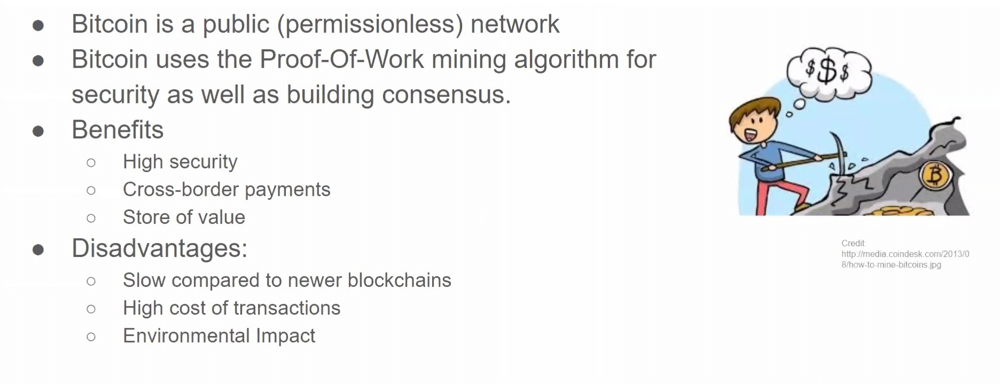 ● Bitcoin is a public (permissionless) network
● Bitcoin uses the Proof-Of-Work mining algorithm for
security as well as building consensus.
● Benefits
○ High security
○ Cross-border payments
○ Store of value
● Disadvantages:
○ Slow compared to newer blockchains
○ High cost of transactions
○ Environmental Impact
$ $ $
B
Credit:
http://media.coindesk.com/2013/0
8/how-to-mine-bitcoins.jpg